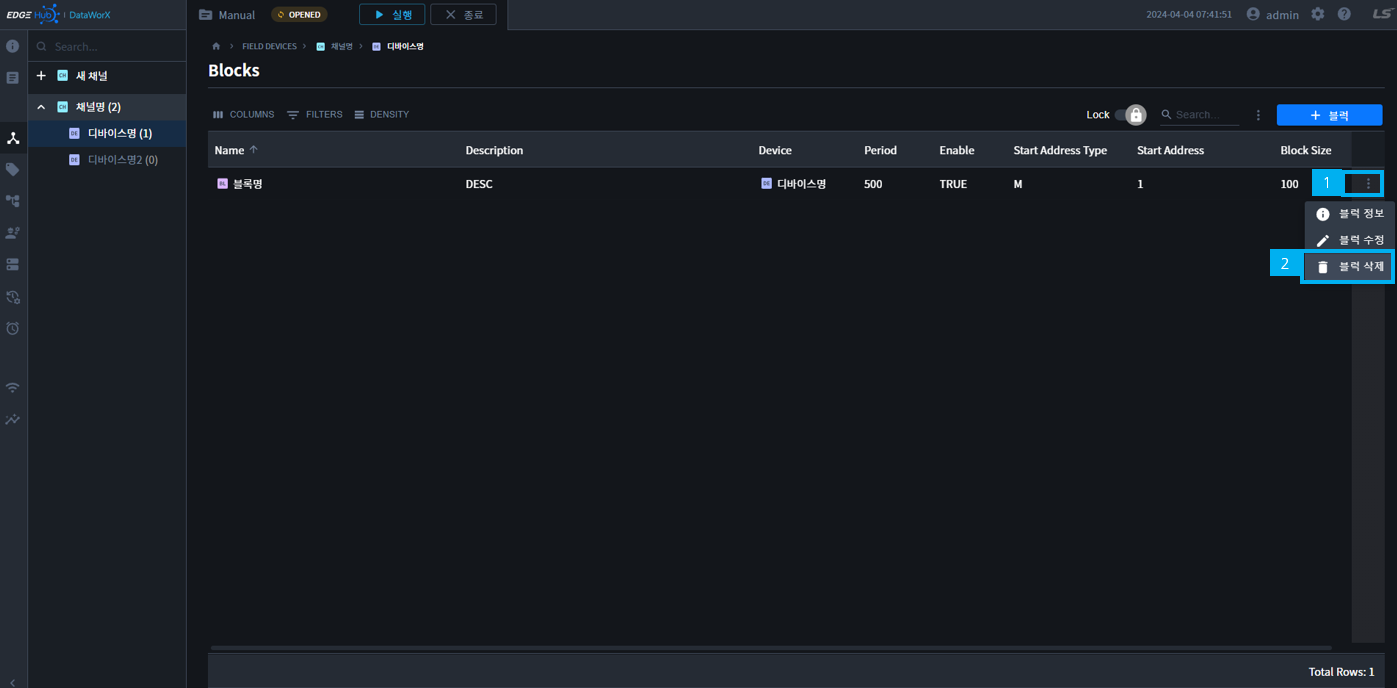 EDGE Hub | DataWorX
Manual
OPENED
실행
종료
2024-04-04 07:41:51
admin
LS
Search...
새 채널
채널명 (2)
디바이스명 (1)
디바이스명2 (0)
FIELD DEVICES > CH 채널명 > DE 디바이스명
Blocks
COLUMNS FILTERS DENSITY
Lock
Search...
+ 블럭
Name Description Device Period Enable Start Address Type Start Address Block Size
BL 블록명 DESC DE 디바이스명 500 TRUE M 1 100
1
블럭 정보
블럭 수정
2
블럭 삭제
Total Rows: 1